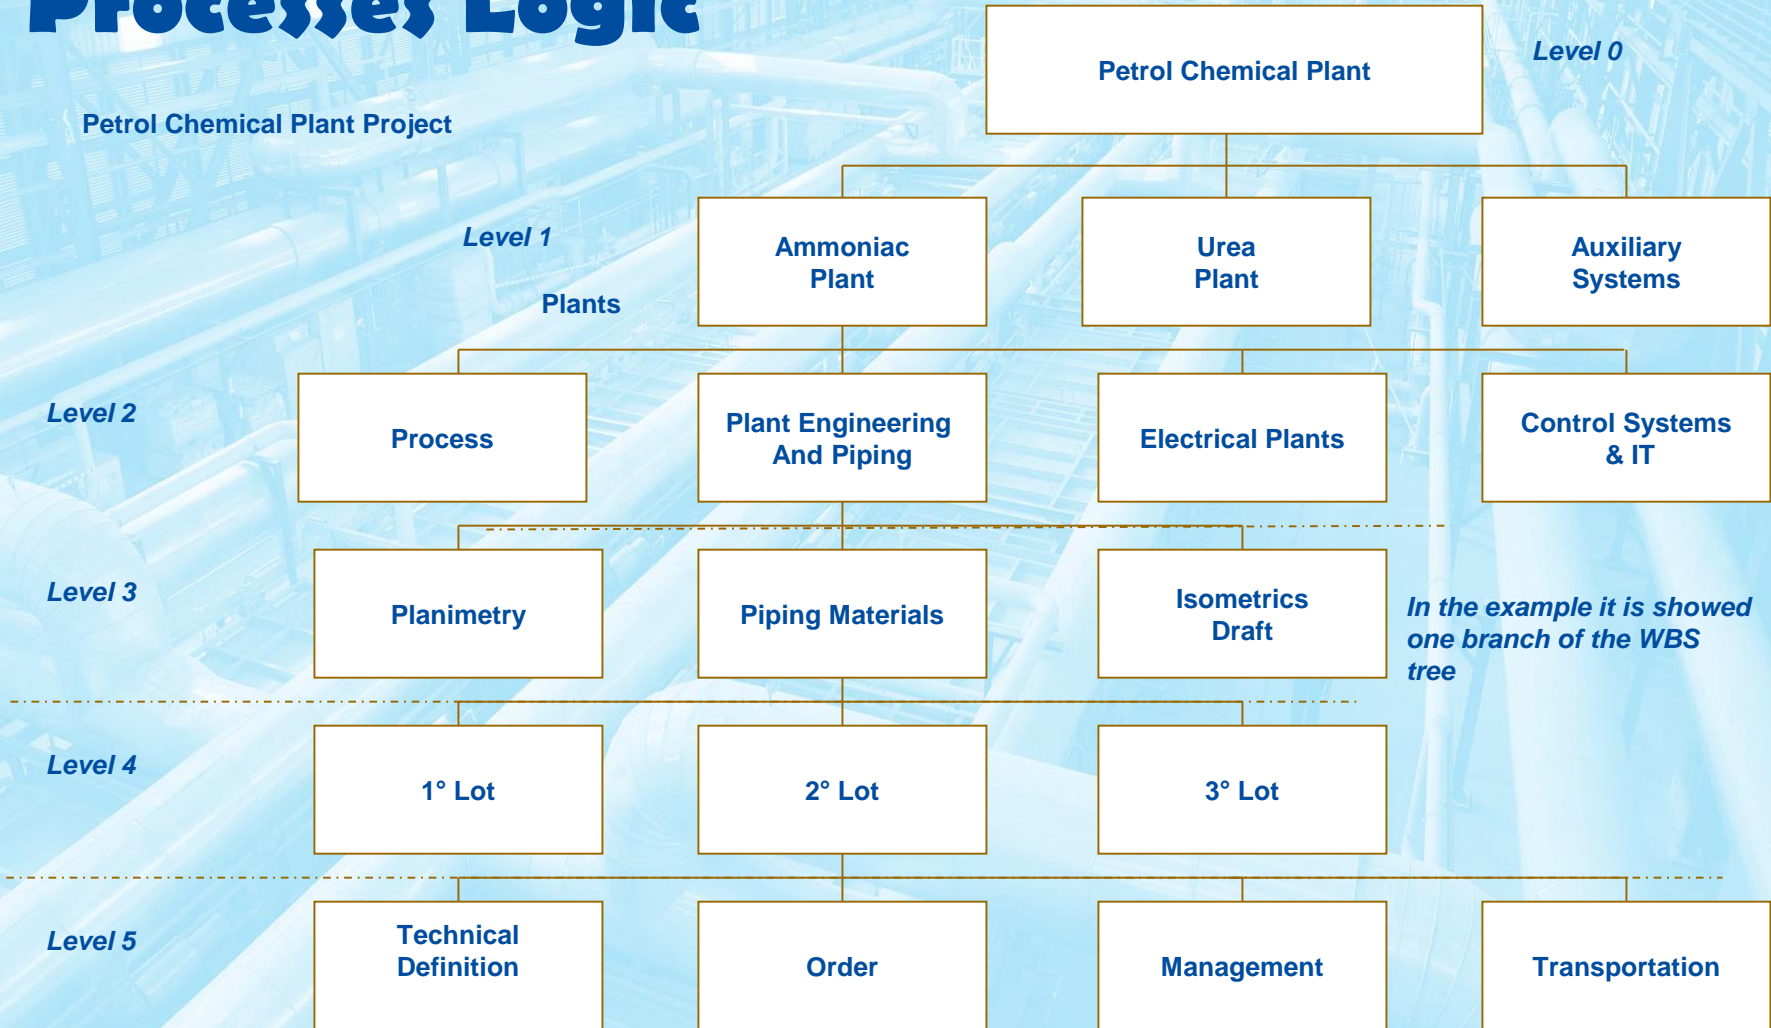 Processes Logic
Petrol Chemical Plant
Level 0
Petrol Chemical Plant Project
Level 1
Plants
Ammoniac
Plant
Urea
Plant
Auxiliary
Systems
Level 2
Process
Plant Engineering
And Piping
Electrical Plants
Control Systems
& IT
Level 3
Planimetry
Piping Materials
Isometrics
Draft
In the example it is showed
one branch of the WBS
tree
Level 4
1° Lot
2° Lot
3° Lot
Level 5
Technical
Definition
Order
Management
Transportation